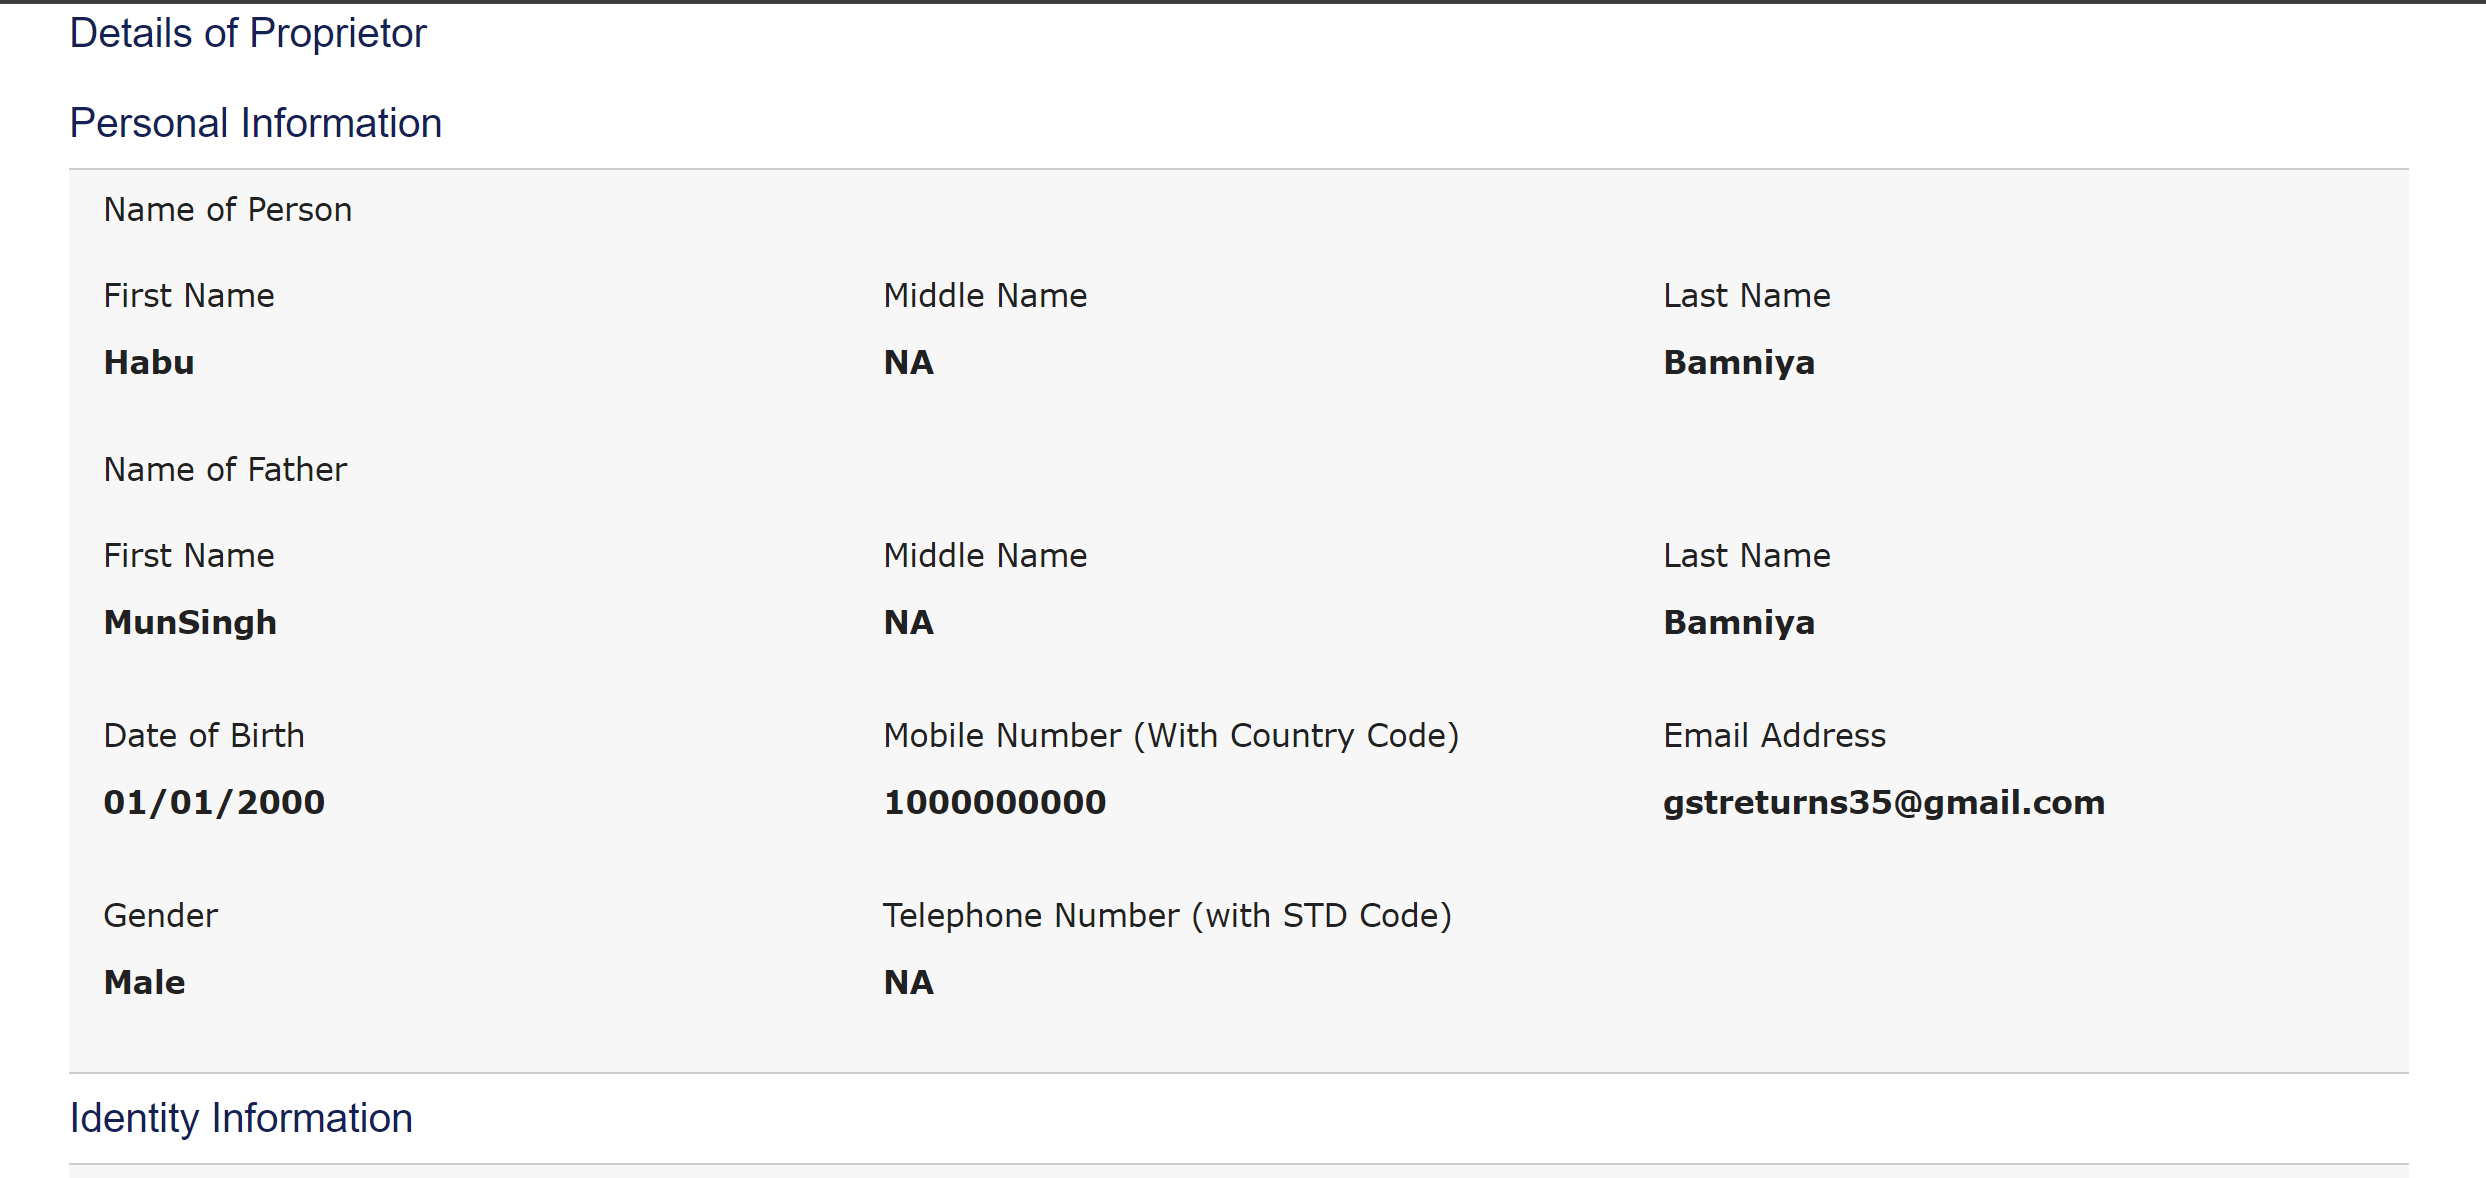 Details of Proprietor
Personal Information
Name of Person
First Name Middle Name Last Name
Habu NA Bamniya
Name of Father
First Name Middle Name Last Name
MunSingh NA Bamniya
Date of Birth Mobile Number (With Country Code) Email Address
01/01/2000 1000000000 gstreturns35@gmail.com
Gender Telephone Number (with STD Code)
Male NA
Identity Information